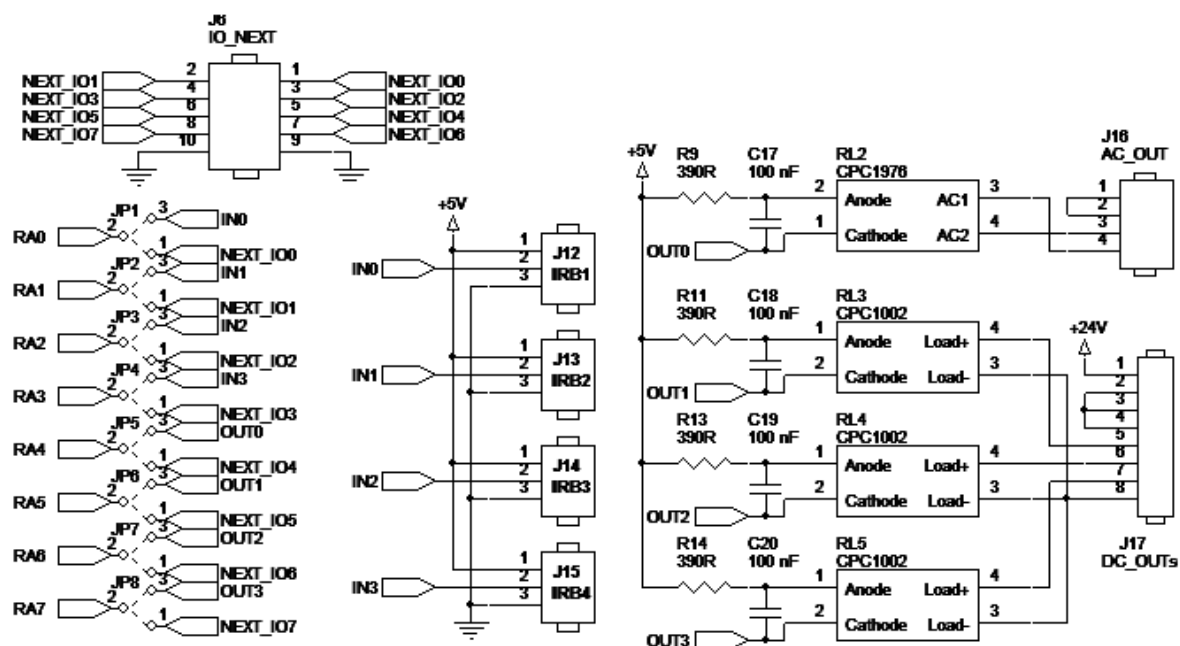 J6
IO_NEXT
NEXT_IO1 2 1 NEXT_IO0
NEXT_IO3 4 3 NEXT_IO2
NEXT_IO5 6 5 NEXT_IO4
NEXT_IO7 8 7 NEXT_IO6
10 9
JP1
RA0 2 3 IN0
1 NEXT_IO0
JP2
RA1 2 3 IN1
1 NEXT_IO1
JP3
RA2 2 3 IN2
1 NEXT_IO2
JP4
RA3 2 3 IN3
1 NEXT_IO3
JP5
RA4 2 3 OUT0
1 NEXT_IO4
JP6
RA5 2 3 OUT1
1 NEXT_IO5
JP7
RA6 2 3 OUT2
1 NEXT_IO6
JP8
RA7 2 3 OUT3
1 NEXT_IO7
+5V
1 J12
IN0 2
3 IRB1
1 J13
IN1 2
3 IRB2
1 J14
IN2 2
3 IRB3
1 J15
IN3 2
3 IRB4
+5V
R9 C17 RL2
390R 100 nF CPC1976
2 Anode AC1 3
1 Cathode AC2 4
OUT0
R11 C18 RL3
390R 100 nF CPC1002
1 Anode Load+ 4
2 Cathode Load- 3
OUT1
R13 C19 RL4
390R 100 nF CPC1002
1 Anode Load+ 4
2 Cathode Load- 3
OUT2
R14 C20 RL5
390R 100 nF CPC1002
1 Anode Load+ 4
2 Cathode Load- 3
OUT3
J16
AC_OUT
1
2
3
4
+24V
1
2
3
4
5
6
7
8
J17
DC_OUTs